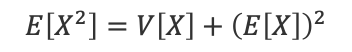 E[X²] = V[X] + (E[X])²